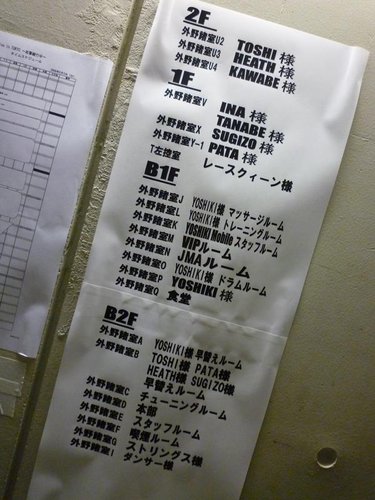 2F
外野諸室U2 TOSHI 様
外野諸室U3 HEATH 様
外野諸室U4 KAWABE 様
1F
外野諸室V INA 様
TANABE 様
外野諸室X SUGIZO 様
外野諸室Y-1 PATA 様
T左控室 レースクィーン様
B1F
外野諸室J YOSHIKI様 マッサージルーム
外野諸室L YOSHIKI様 トレーニングルーム
外野諸室K YOSHIKI Mobile スタッフルーム
外野諸室M VIPルーム
外野諸室N JMAルーム
外野諸室O YOSHIKI様 ドラムルーム
外野諸室P YOSHIKI 様
外野諸室Q 食堂
B2F
外野諸室A YOSHIKI様 早替えルーム
外野諸室B TOSHI様 PATA様
HEATH様 SUGIZO様
早替えルーム
外野諸室C チューニングルーム
外野諸室D 本部
外野諸室E スタッフルーム
外野諸室F 喫煙ルーム
外野諸室G ストリングス様
外野諸室I ダンサー様
タイムスケジュール